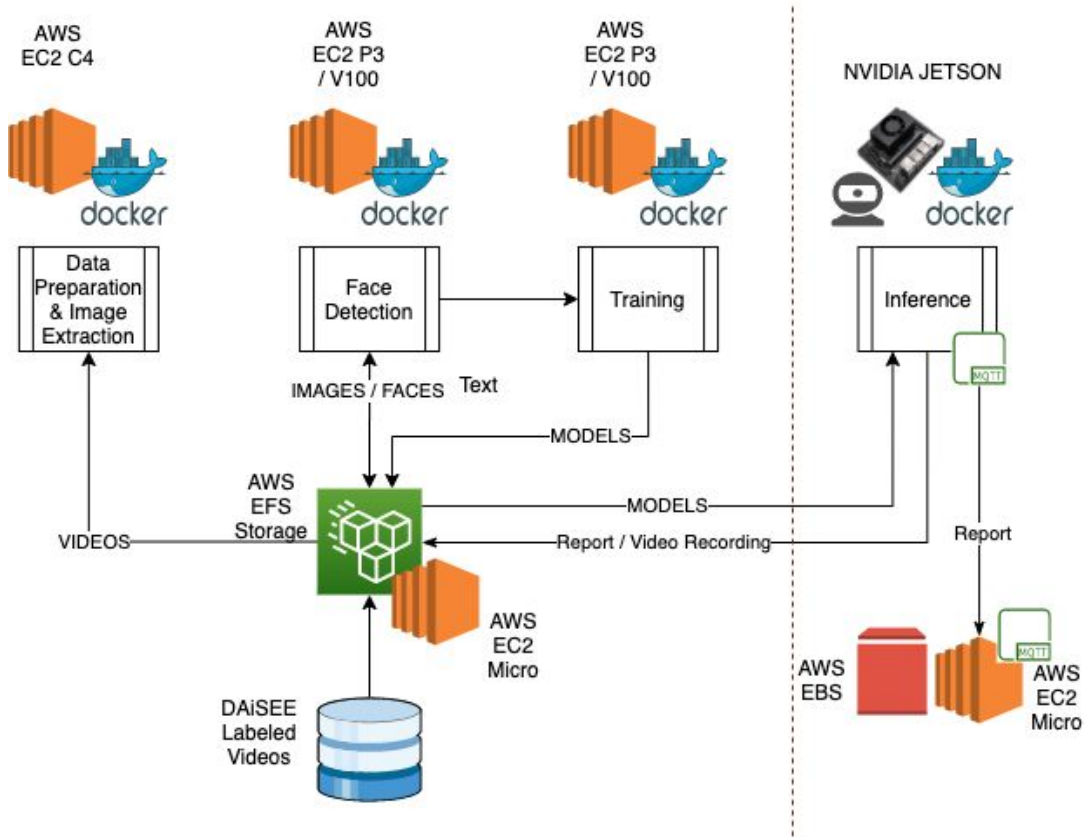 AWS
EC2 C4
AWS
EC2 P3
/ V100
AWS
EC2 P3
/ V100
NVIDIA JETSON
docker
docker
docker
docker
Data
Preparation
& Image
Extraction
Face
Detection
Training
Inference
MQTT
IMAGES / FACES
Text
MODELS
AWS
EFS
Storage
MODELS
VIDEOS
Report / Video Recording
Report
AWS
EC2
Micro
MQTT
AWS
EBS
AWS
EC2
Micro
DAiSEE
Labeled
Videos